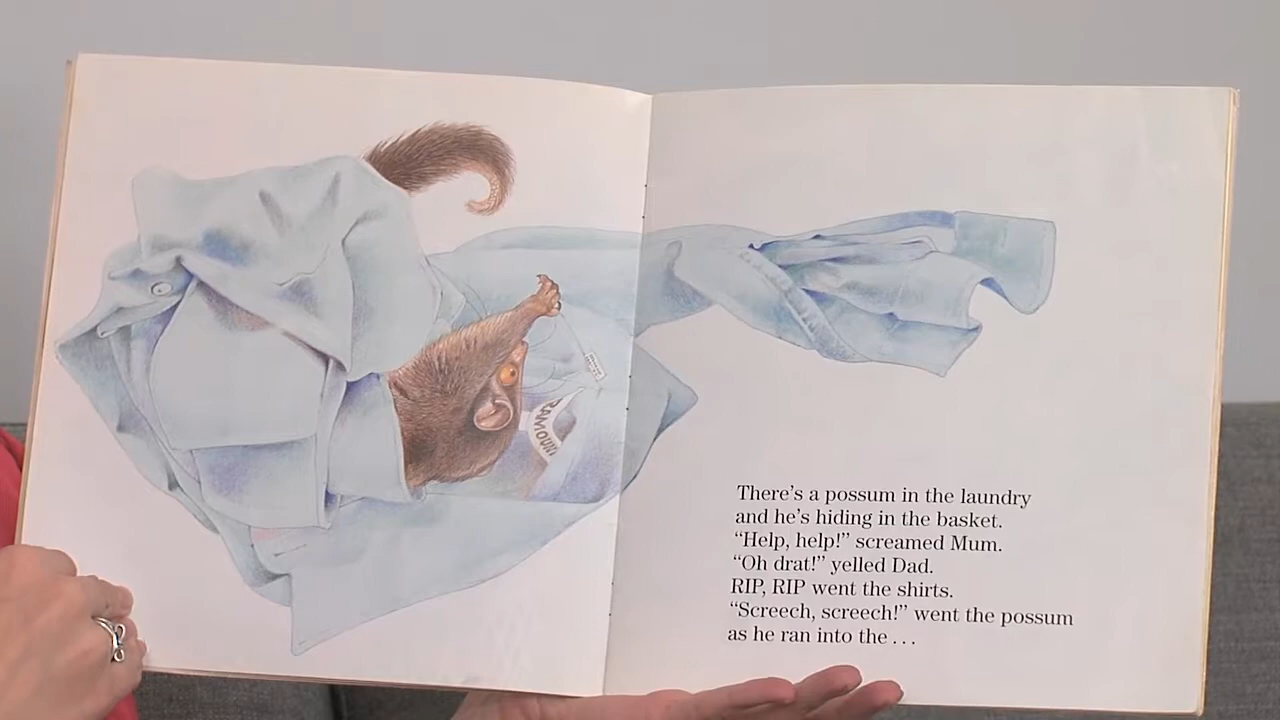 There's a possum in the laundry
and he's hiding in the basket.
"Help, help!" screamed Mum.
"Oh drat!" yelled Dad.
RIP, RIP went the shirts.
"Screech, screech!" went the possum
as he ran into the . . .